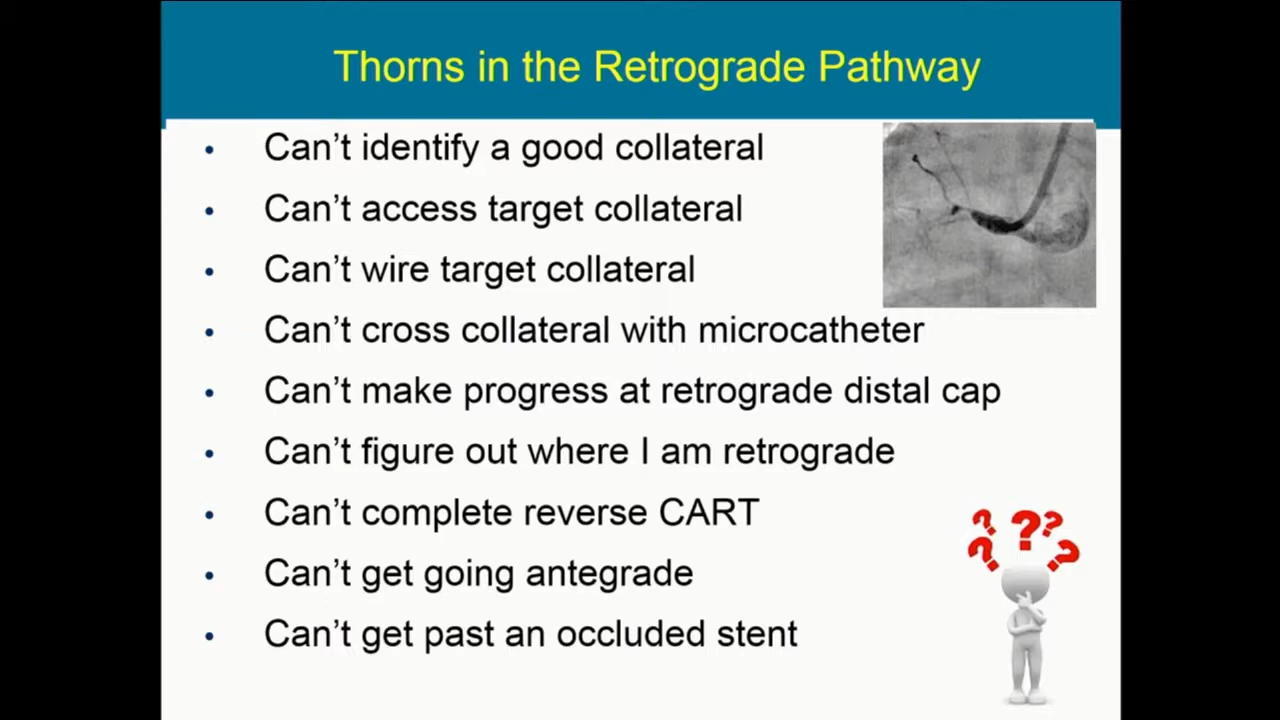 Thorns in the Retrograde Pathway
• Can't identify a good collateral
• Can't access target collateral
• Can't wire target collateral
• Can't cross collateral with microcatheter
• Can't make progress at retrograde distal cap
• Can't figure out where I am retrograde
• Can't complete reverse CART
• Can't get going antegrade
• Can't get past an occluded stent
? ? ? ? ?